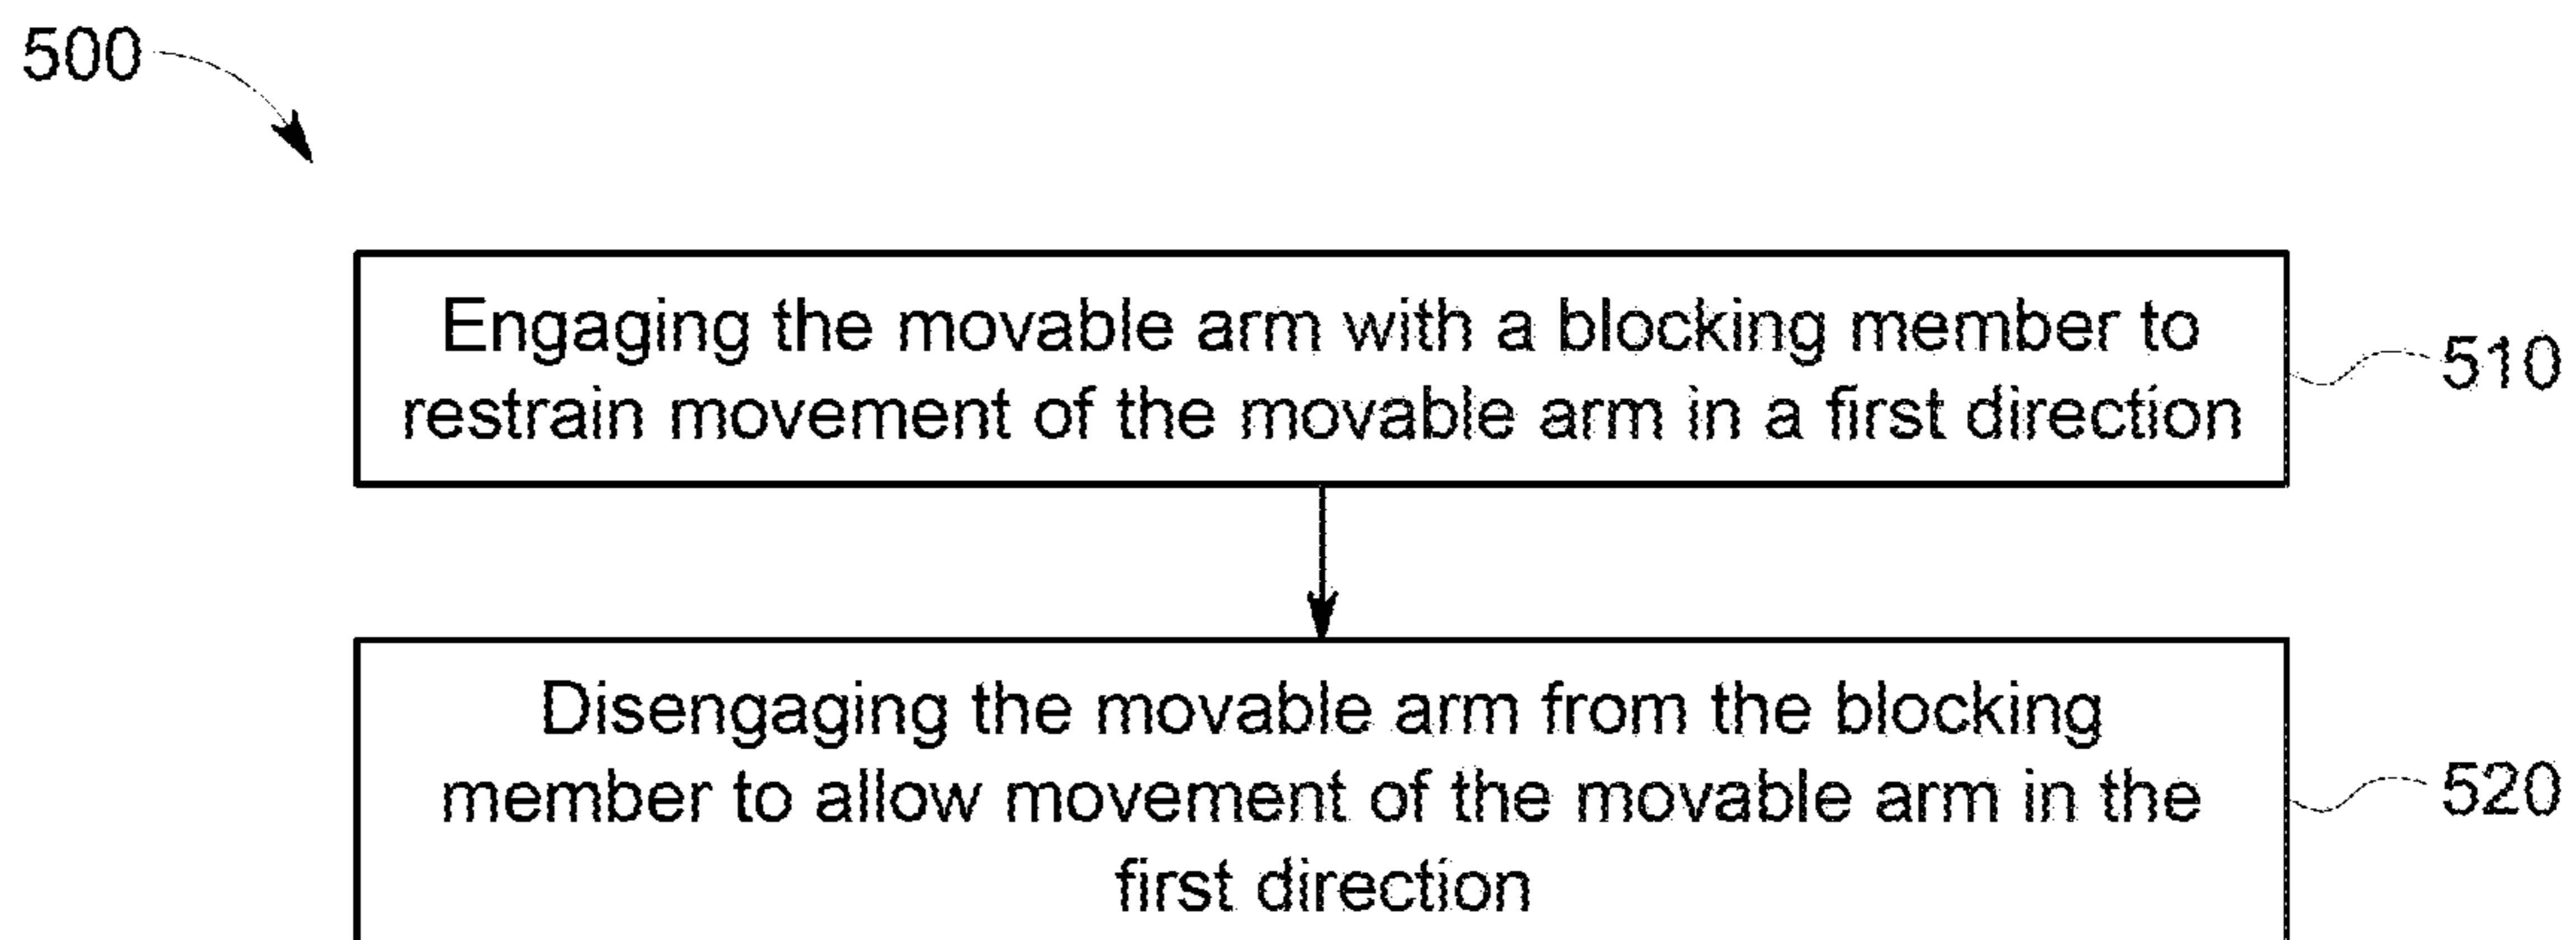 500
Engaging the movable arm with a blocking member to
restrain movement of the movable arm in a first direction
510
Disengaging the movable arm from the blocking
member to allow movement of the movable arm in the
first direction
520